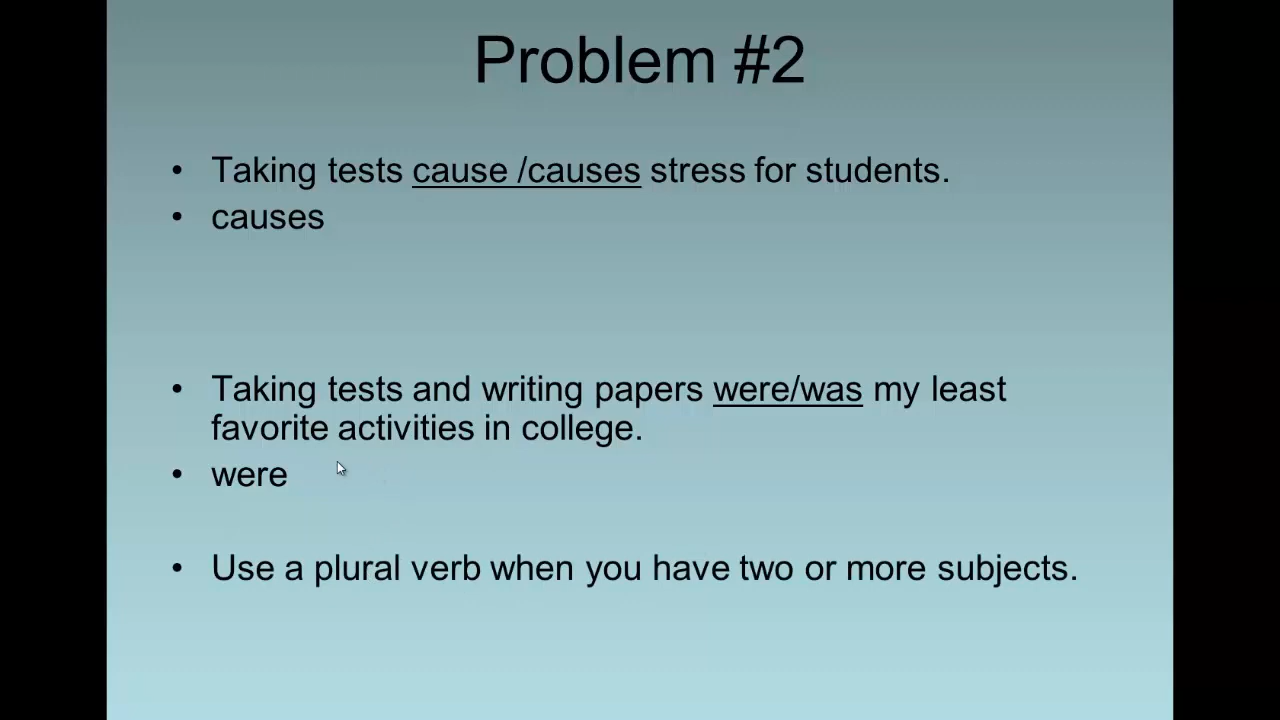 Problem #2
• Taking tests cause /causes stress for students.
• causes
• Taking tests and writing papers were/was my least
favorite activities in college.
• were
• Use a plural verb when you have two or more subjects.